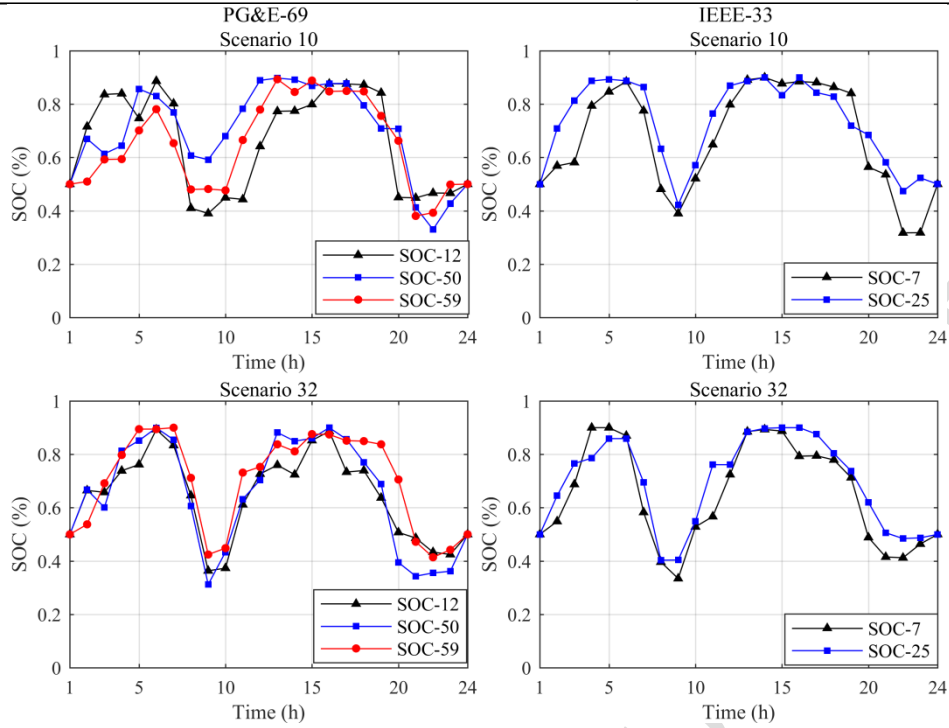 PG&E-69
Scenario 10
SOC (%)
1
0.8
0.6
0.4
0.2
0
1 5 10 15 20 24
Time (h)
SOC-12
SOC-50
SOC-59
IEEE-33
Scenario 10
SOC (%)
1
0.8
0.6
0.4
0.2
0
1 5 10 15 20 24
Time (h)
SOC-7
SOC-25
Scenario 32
SOC (%)
1
0.8
0.6
0.4
0.2
0
1 5 10 15 20 24
Time (h)
SOC-12
SOC-50
SOC-59
Scenario 32
SOC (%)
1
0.8
0.6
0.4
0.2
0
1 5 10 15 20 24
Time (h)
SOC-7
SOC-25